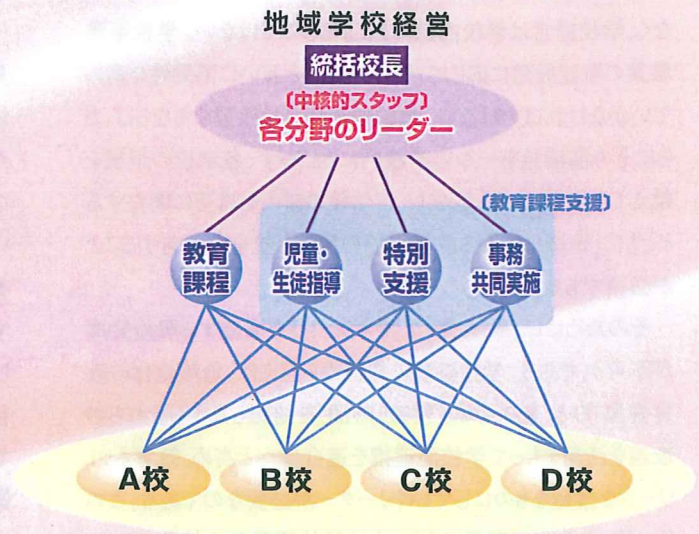 地域学校経営
統括校長
〔中核的スタッフ〕
各分野のリーダー
〔教育課程支援〕
教育
課程
児童・
生徒指導
特別
支援
事務
共同実施
A校
B校
C校
D校